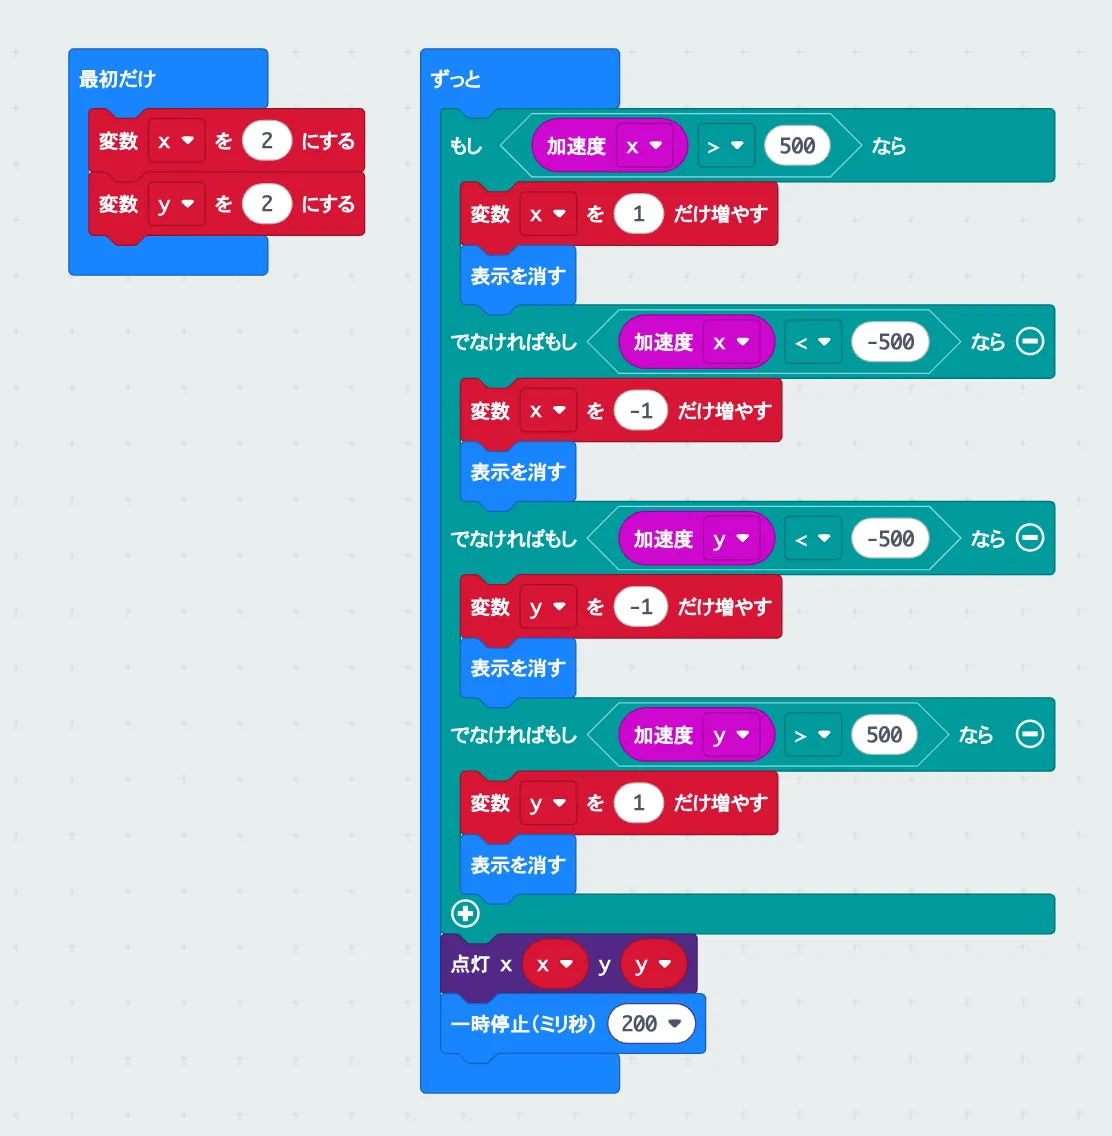 最初だけ
変数 x を 2 にする
変数 y を 2 にする
ずっと
もし 加速度 x > 500 なら
変数 x を 1 だけ増やす
表示を消す
でなければもし 加速度 x < -500 なら
変数 x を -1 だけ増やす
表示を消す
でなければもし 加速度 y < -500 なら
変数 y を -1 だけ増やす
表示を消す
でなければもし 加速度 y > 500 なら
変数 y を 1 だけ増やす
表示を消す
点灯 x x y y
一時停止(ミリ秒) 200